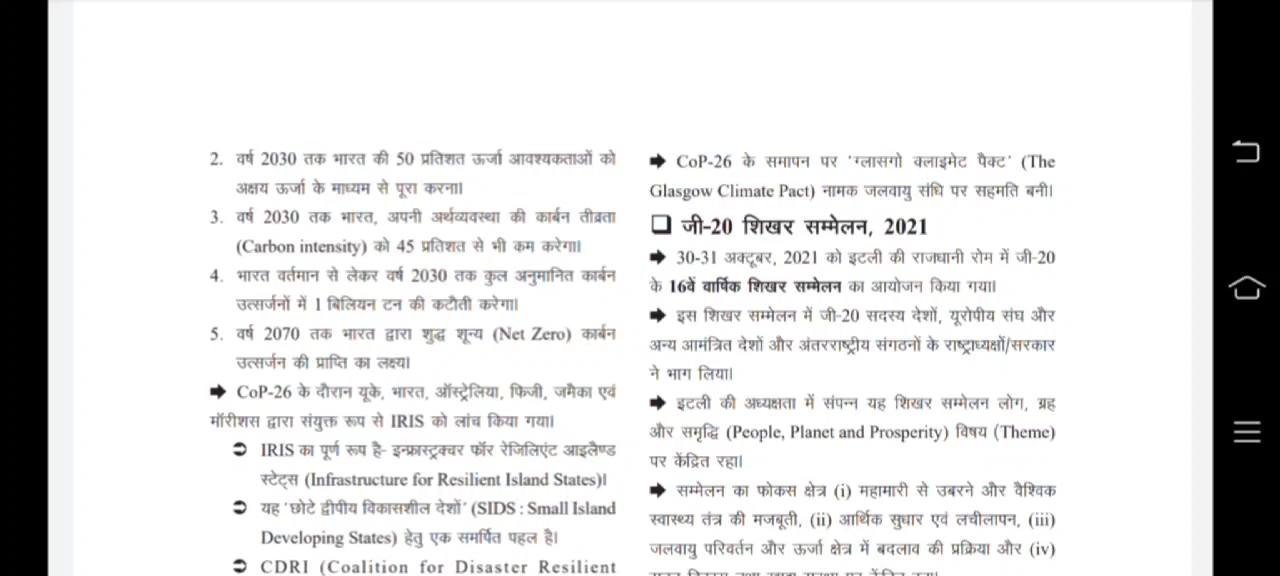 2. वर्ष 2030 तक भारत की 50 प्रतिशत ऊर्जा आवश्यकताओं को
अक्षय ऊर्जा के माध्यम से पूरा करना।
3. वर्ष 2030 तक भारत, अपनी अर्थव्यवस्था की कार्बन तीव्रता
(Carbon intensity) को 45 प्रतिशत से भी कम करेगा।
4. भारत वर्तमान से लेकर वर्ष 2030 तक कुल अनुमानित कार्बन
उत्सर्जनों में 1 बिलियन टन की कटौती करेगा।
5. वर्ष 2070 तक भारत द्वारा शुद्ध शून्य (Net Zero) कार्बन
उत्सर्जन की प्राप्ति का लक्ष्य।
➡ CoP-26 के दौरान यूके, भारत, ऑस्ट्रेलिया, फिजी, जमैका एवं
मॉरीशस द्वारा संयुक्त रूप से IRIS को लांच किया गया।
➲ IRIS का पूर्ण रूप है- इन्फ्रास्ट्रक्चर फॉर रेजिलिएंट आइलैण्ड
स्टेट्स (Infrastructure for Resilient Island States)।
➲ यह 'छोटे द्वीपीय विकासशील देशों' (SIDS : Small Island
Developing States) हेतु एक समर्पित पहल है।
➲ CDRI (Coalition for Disaster Resilient
➡ CoP-26 के समापन पर 'ग्लासगो क्लाइमेट पैक्ट' (The
Glasgow Climate Pact) नामक जलवायु संधि पर सहमति बनी।
❑ जी-20 शिखर सम्मेलन, 2021
➡ 30-31 अक्टूबर, 2021 को इटली की राजधानी रोम में जी-20
के 16वें वार्षिक शिखर सम्मेलन का आयोजन किया गया।
➡ इस शिखर सम्मेलन में जी-20 सदस्य देशों, यूरोपीय संघ और
अन्य आमंत्रित देशों और अंतरराष्ट्रीय संगठनों के राष्ट्राध्यक्षों/सरकार
ने भाग लिया।
➡ इटली की अध्यक्षता में संपन्न यह शिखर सम्मेलन लोग, ग्रह
और समृद्धि (People, Planet and Prosperity) विषय (Theme)
पर केंद्रित रहा।
➡ सम्मेलन का फोकस क्षेत्र (i) महामारी से उबरने और वैश्विक
स्वास्थ्य तंत्र की मजबूती, (ii) आर्थिक सुधार एवं लचीलापन, (iii)
जलवायु परिवर्तन और ऊर्जा क्षेत्र में बदलाव की प्रक्रिया और (iv)